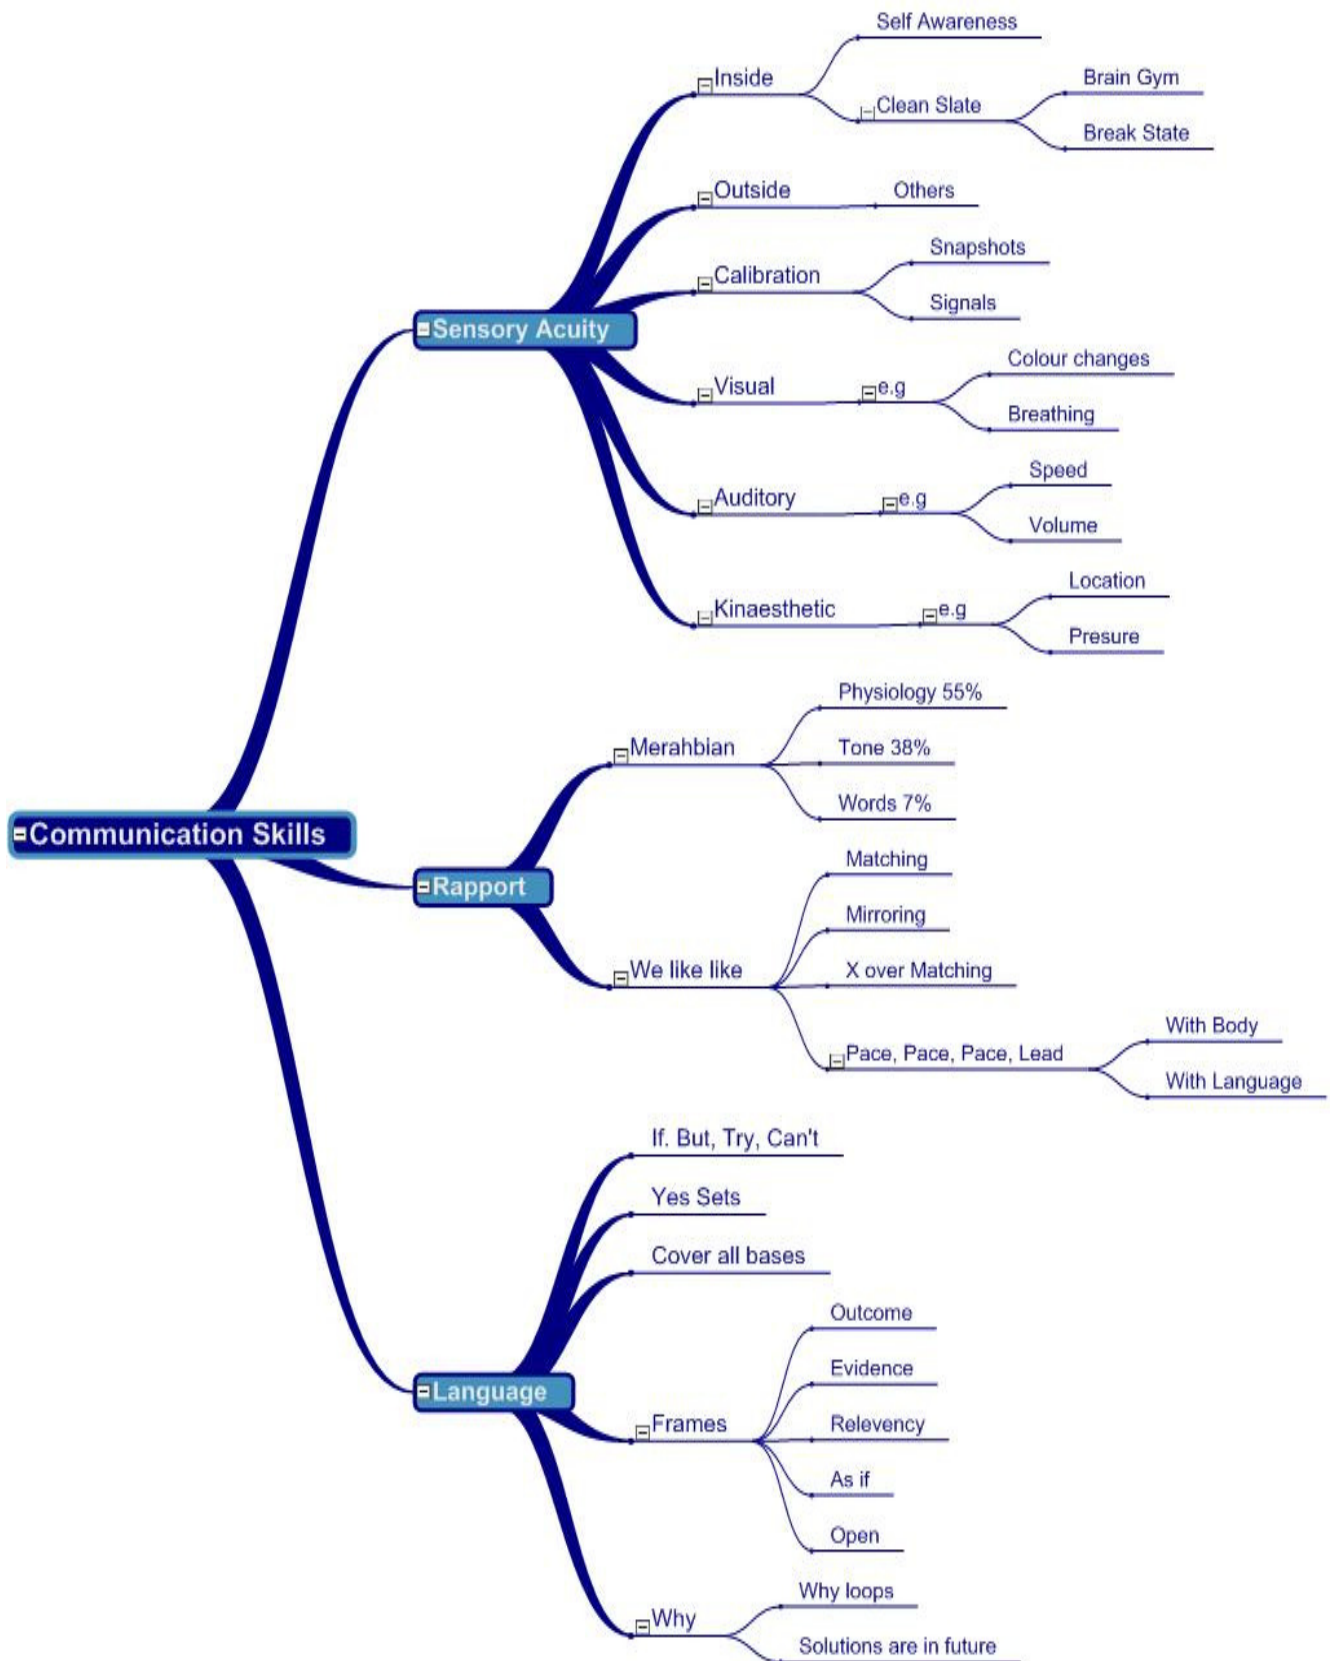 Communication Skills
Sensory Acuity
Inside
Self Awareness
Clean Slate
Brain Gym
Break State
Outside
Others
Calibration
Snapshots
Signals
Visual
e.g
Colour changes
Breathing
Auditory
e.g
Speed
Volume
Kinaesthetic
e.g
Location
Presure
Rapport
Merahbian
Physiology 55%
Tone 38%
Words 7%
We like like
Matching
Mirroring
X over Matching
Pace, Pace, Pace, Lead
With Body
With Language
Language
If. But, Try, Can't
Yes Sets
Cover all bases
Frames
Outcome
Evidence
Relevency
As if
Open
Why
Why loops
Solutions are in future